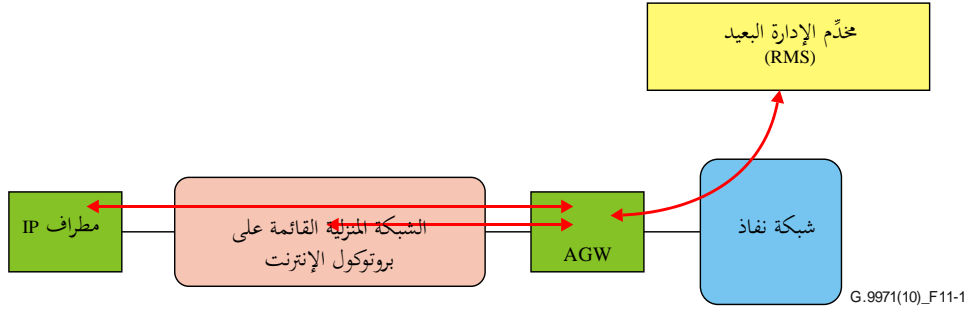 مخدِّم الإدارة البعيد
(RMS)
مطراف IP
الشبكة المنزلية القائمة على
بروتوكول الإنترنت
AGW
شبكة نفاذ
G.9971(10)_F11-1